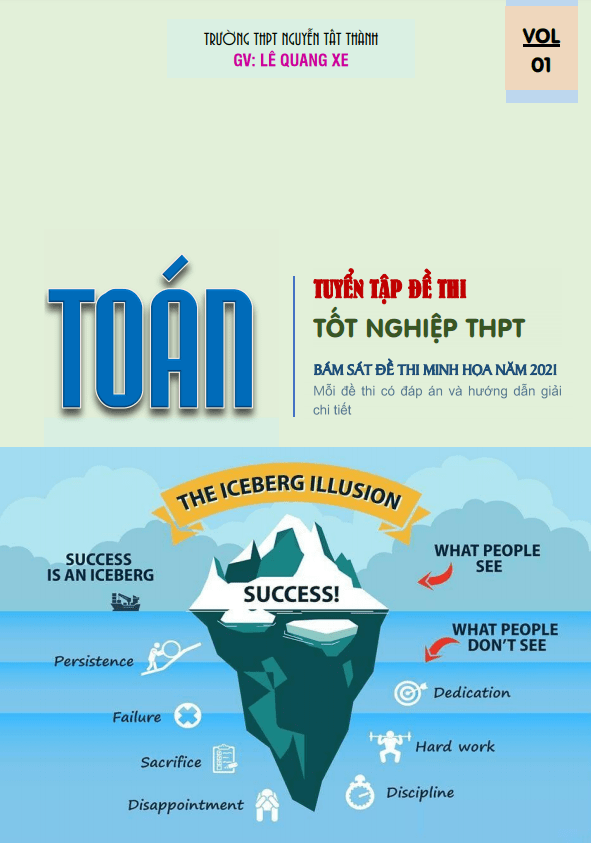 TRƯỜNG THPT NGUYỄN TẤT THÀNH
GV: LÊ QUANG XE
VOL
01
TOÁN
TUYỂN TẬP ĐỀ THI
TỐT NGHIỆP THPT
BÁM SÁT ĐỀ THI MINH HỌA NĂM 2021
Mỗi đề thi có đáp án và hướng dẫn giải
chi tiết
THE ICEBERG ILLUSION
SUCCESS
IS AN ICEBERG
WHAT PEOPLE
SEE
SUCCESS!
WHAT PEOPLE
DON'T SEE
Persistence
Dedication
Failure
Hard work
Sacrifice
Discipline
Disappointment